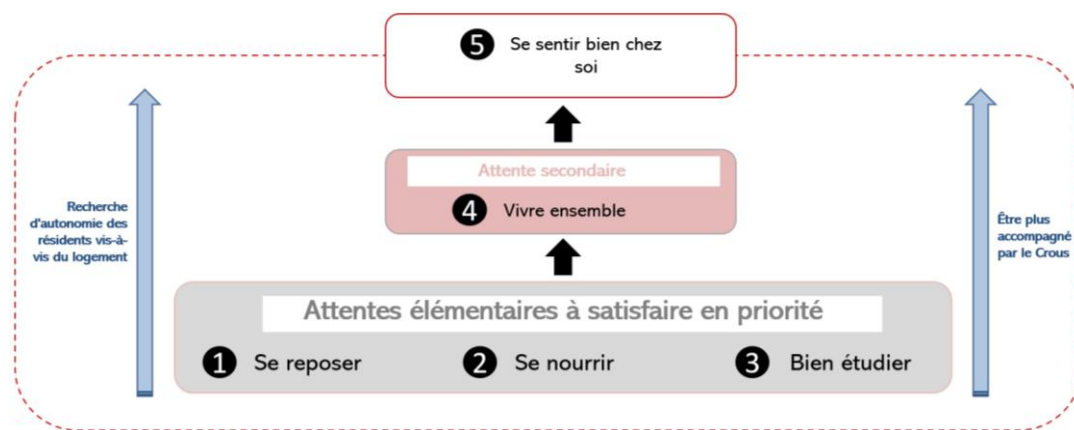 5 Se sentir bien chez
soi
Attente secondaire
4 Vivre ensemble
Recherche
d'autonomie des
résidents vis-à-
vis du logement
Être plus
accompagné
par le Crous
Attentes élémentaires à satisfaire en priorité
1 Se reposer 2 Se nourrir 3 Bien étudier